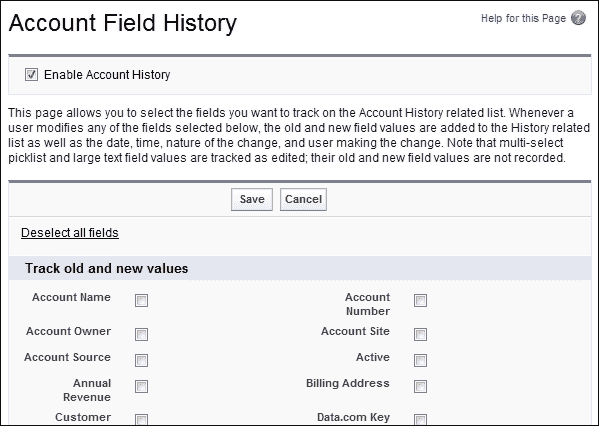 Account Field History
Help for this Page ?
Enable Account History
This page allows you to select the fields you want to track on the Account History related list. Whenever a
user modifies any of the fields selected below, the old and new field values are added to the History related
list as well as the date, time, nature of the change, and user making the change. Note that multi-select
picklist and large text field values are tracked as edited; their old and new field values are not recorded.
Save Cancel
Deselect all fields
Track old and new values
Account Name
Account
Number
Account Owner
Account Site
Account Source
Active
Annual
Revenue
Billing Address
Customer
Data.com Key